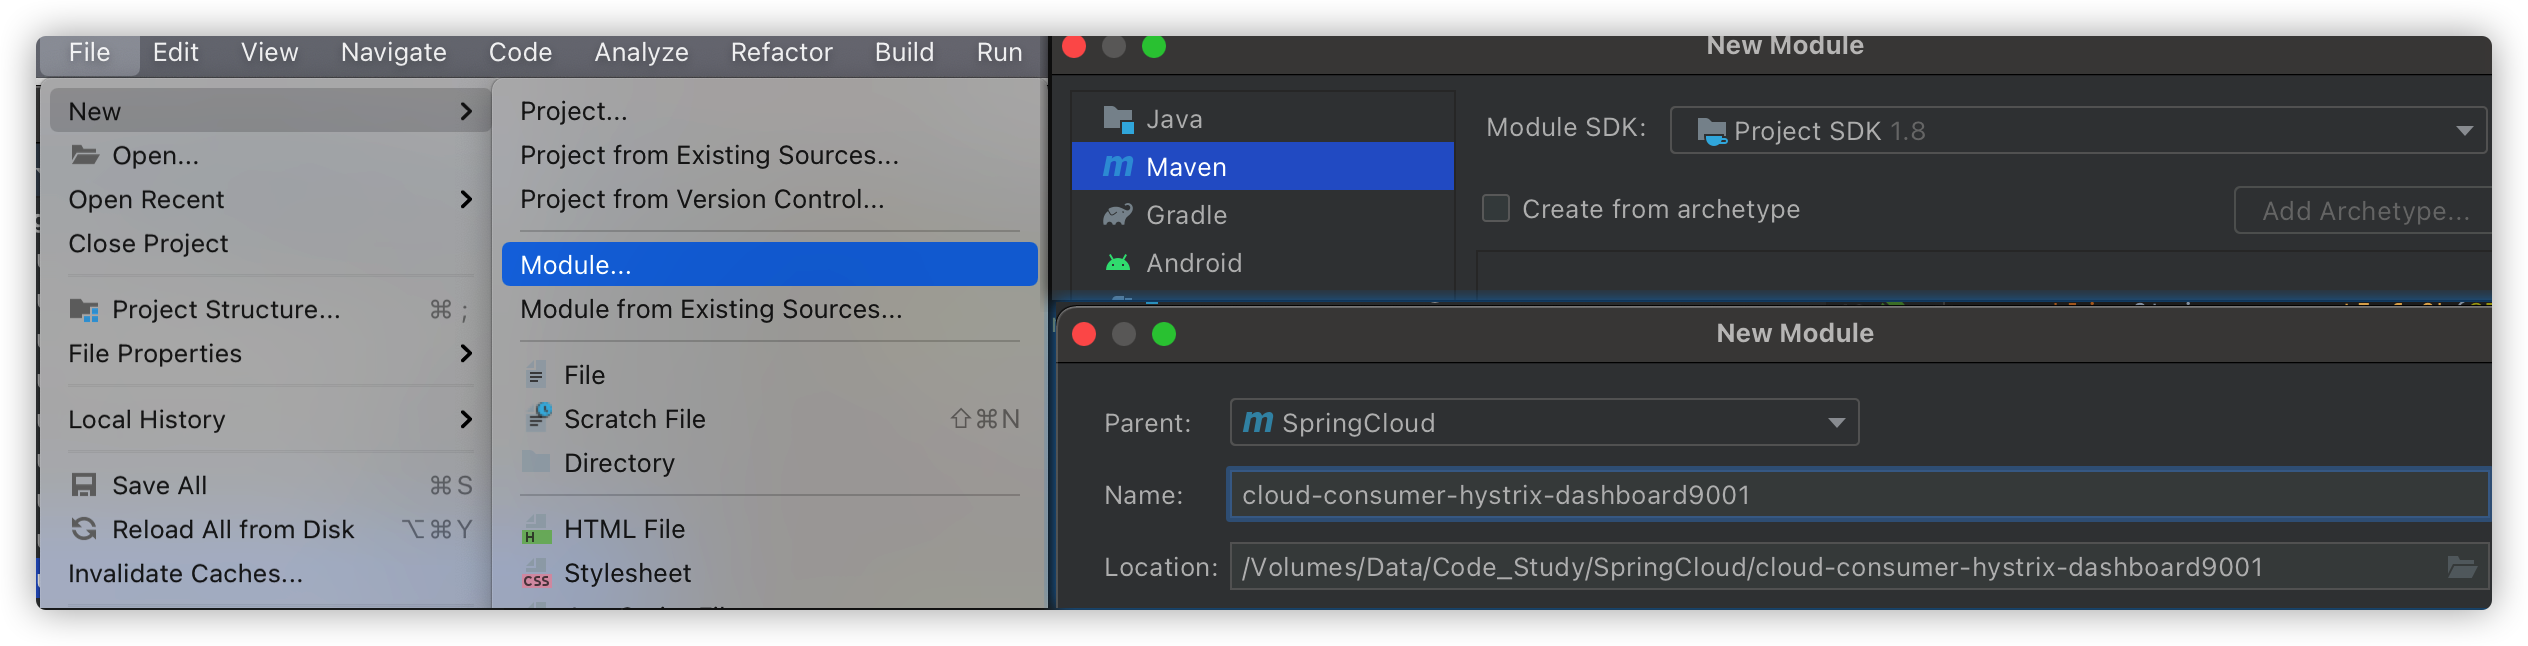 File Edit View Navigate Code Analyze Refactor Build Run
New
Open...
Open Recent
Close Project
Project Structure... ⌘ ;
File Properties
Local History
Save All ⌘S
Reload All from Disk ⌥⌘Y
Invalidate Caches...
Project...
Project from Existing Sources...
Project from Version Control...
Module...
Module from Existing Sources...
File
Scratch File ⇧⌘N
Directory
H HTML File
CSS Stylesheet
New Module
Java
m Maven
Gradle
Android
Module SDK: Project SDK 1.8
Create from archetype
Add Archetype...
New Module
Parent: m SpringCloud
Name: cloud-consumer-hystrix-dashboard9001
Location: /Volumes/Data/Code_Study/SpringCloud/cloud-consumer-hystrix-dashboard9001